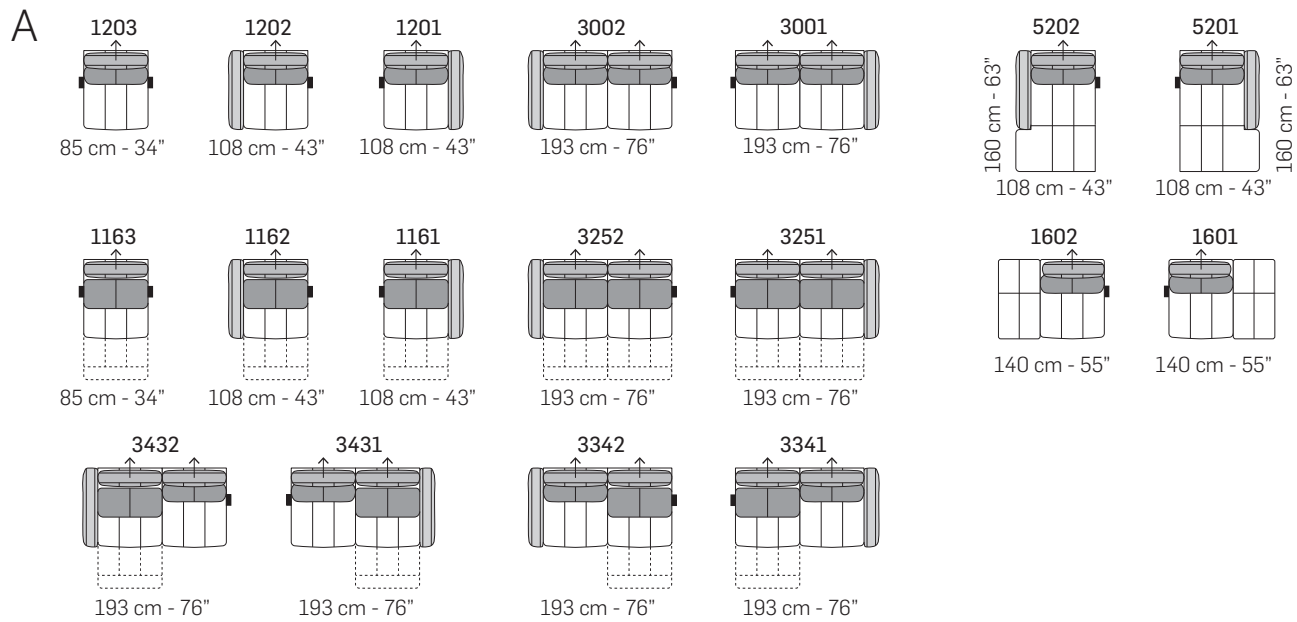 A
1203 1202 1201 3002 3001 5202 5201
160 cm - 63” 160 cm - 63”
85 cm - 34” 108 cm - 43” 108 cm - 43” 193 cm - 76” 193 cm - 76”
108 cm - 43” 108 cm - 43”
1163 1162 1161 3252 3251 1602 1601
140 cm - 55” 140 cm - 55”
85 cm - 34” 108 cm - 43” 108 cm - 43” 193 cm - 76” 193 cm - 76”
3432 3431 3342 3341
193 cm - 76” 193 cm - 76” 193 cm - 76” 193 cm - 76”